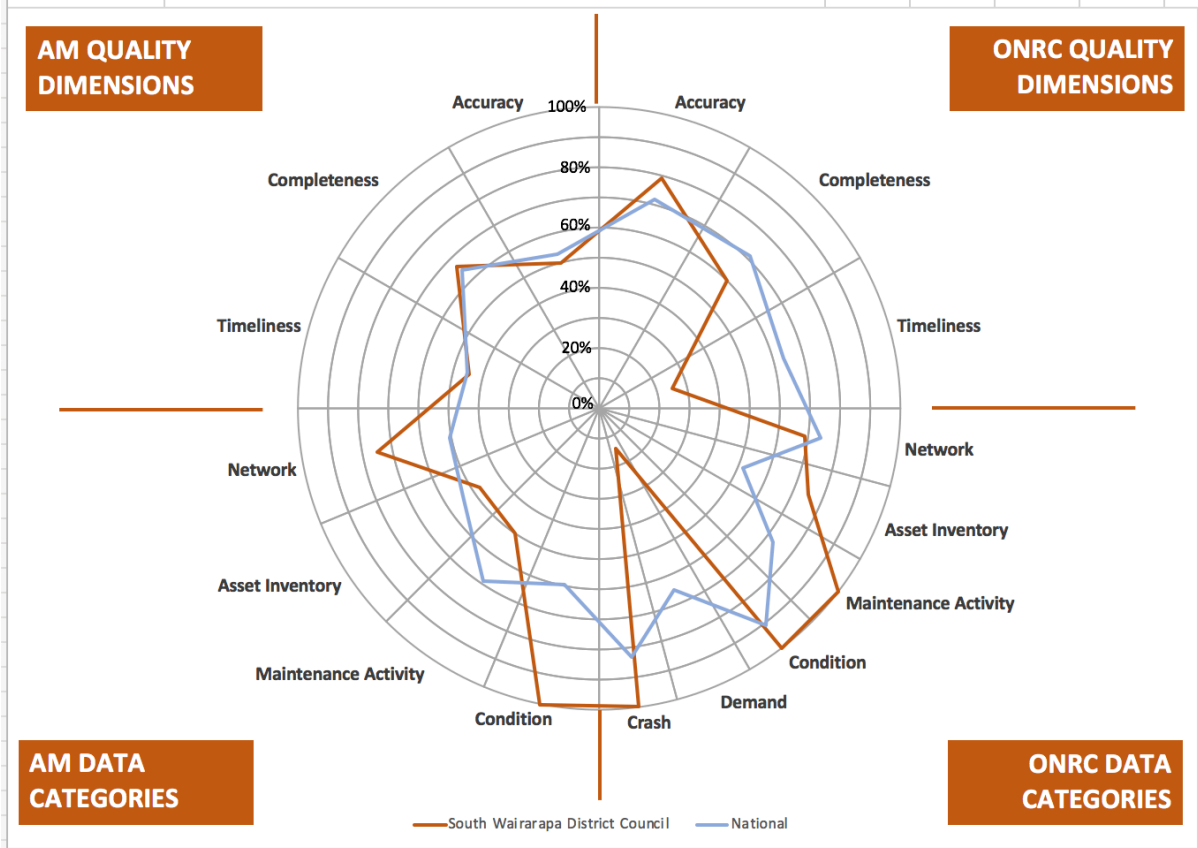 AM QUALITY
DIMENSIONS
ONRC QUALITY
DIMENSIONS
Accuracy
100%
Accuracy
Completeness
80%
Completeness
60%
Timeliness
40%
Timeliness
20%
0%
Network
Network
Asset Inventory
Asset Inventory
Maintenance Activity
Maintenance Activity
Condition
Demand
Condition
Crash
AM DATA
CATEGORIES
ONRC DATA
CATEGORIES
South Wairarapa District Council
National